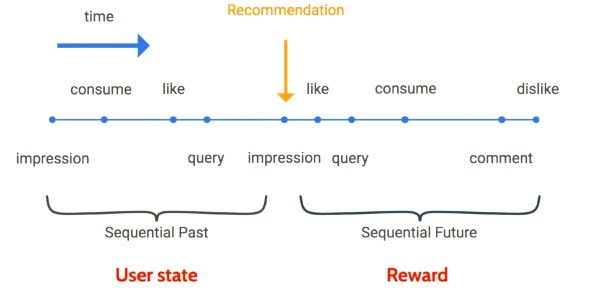 Recommendation
time
consume like like consume dislike
impression query impression query comment
Sequential Past Sequential Future
User state Reward